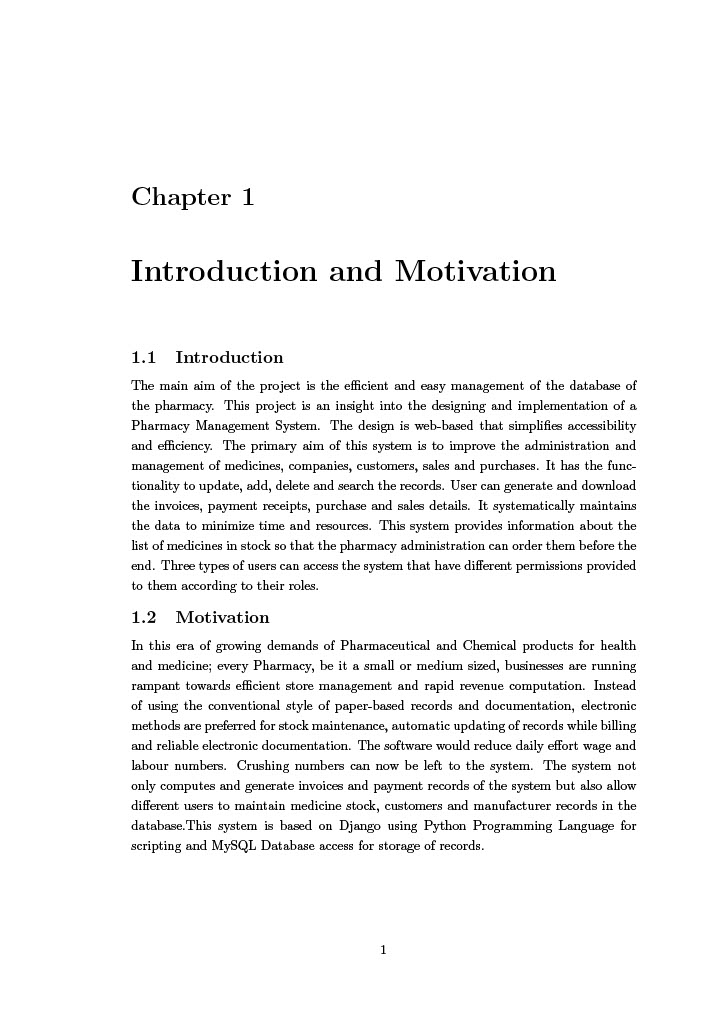 Chapter 1
Introduction and Motivation
1.1 Introduction
The main aim of the project is the efficient and easy management of the database of
the pharmacy. This project is an insight into the designing and implementation of a
Pharmacy Management System. The design is web-based that simplifies accessibility
and efficiency. The primary aim of this system is to improve the administration and
management of medicines, companies, customers, sales and purchases. It has the func-
tionality to update, add, delete and search the records. User can generate and download
the invoices, payment receipts, purchase and sales details. It systematically maintains
the data to minimize time and resources. This system provides information about the
list of medicines in stock so that the pharmacy administration can order them before the
end. Three types of users can access the system that have different permissions provided
to them according to their roles.
1.2 Motivation
In this era of growing demands of Pharmaceutical and Chemical products for health
and medicine; every Pharmacy, be it a small or medium sized, businesses are running
rampant towards efficient store management and rapid revenue computation. Instead
of using the conventional style of paper-based records and documentation, electronic
methods are preferred for stock maintenance, automatic updating of records while billing
and reliable electronic documentation. The software would reduce daily effort wage and
labour numbers. Crushing numbers can now be left to the system. The system not
only computes and generate invoices and payment records of the system but also allow
different users to maintain medicine stock, customers and manufacturer records in the
database.This system is based on Django using Python Programming Language for
scripting and MySQL Database access for storage of records.
1